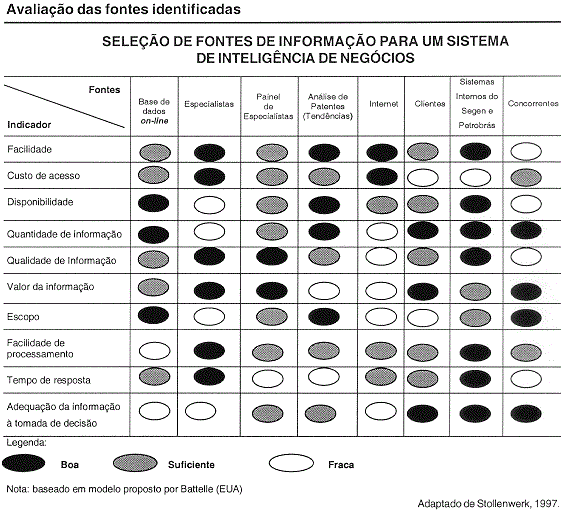 Avaliação das fontes identificadas
SELEÇÃO DE FONTES DE INFORMAÇÃO PARA UM SISTEMA
DE INTELIGÊNCIA DE NEGÓCIOS
Fontes
Indicador
Base de
dados
on-line
Especialistas
Painel
de
Especialistas
Análise de
Patentes
(Tendências)
Internet
Clientes
Sistemas
Internos do
Segen e
Petrobrás
Concorrentes
Facilidade
Custo de acesso
Disponibilidade
Quantidade de informação
Qualidade de Informação
Valor da informação
Escopo
Facilidade de
processamento
Tempo de resposta
Adequação da informação
à tomada de decisão
Legenda:
Boa
Suficiente
Fraca
Nota: baseado em modelo proposto por Battelle (EUA)
Adaptado de Stollenwerk, 1997.